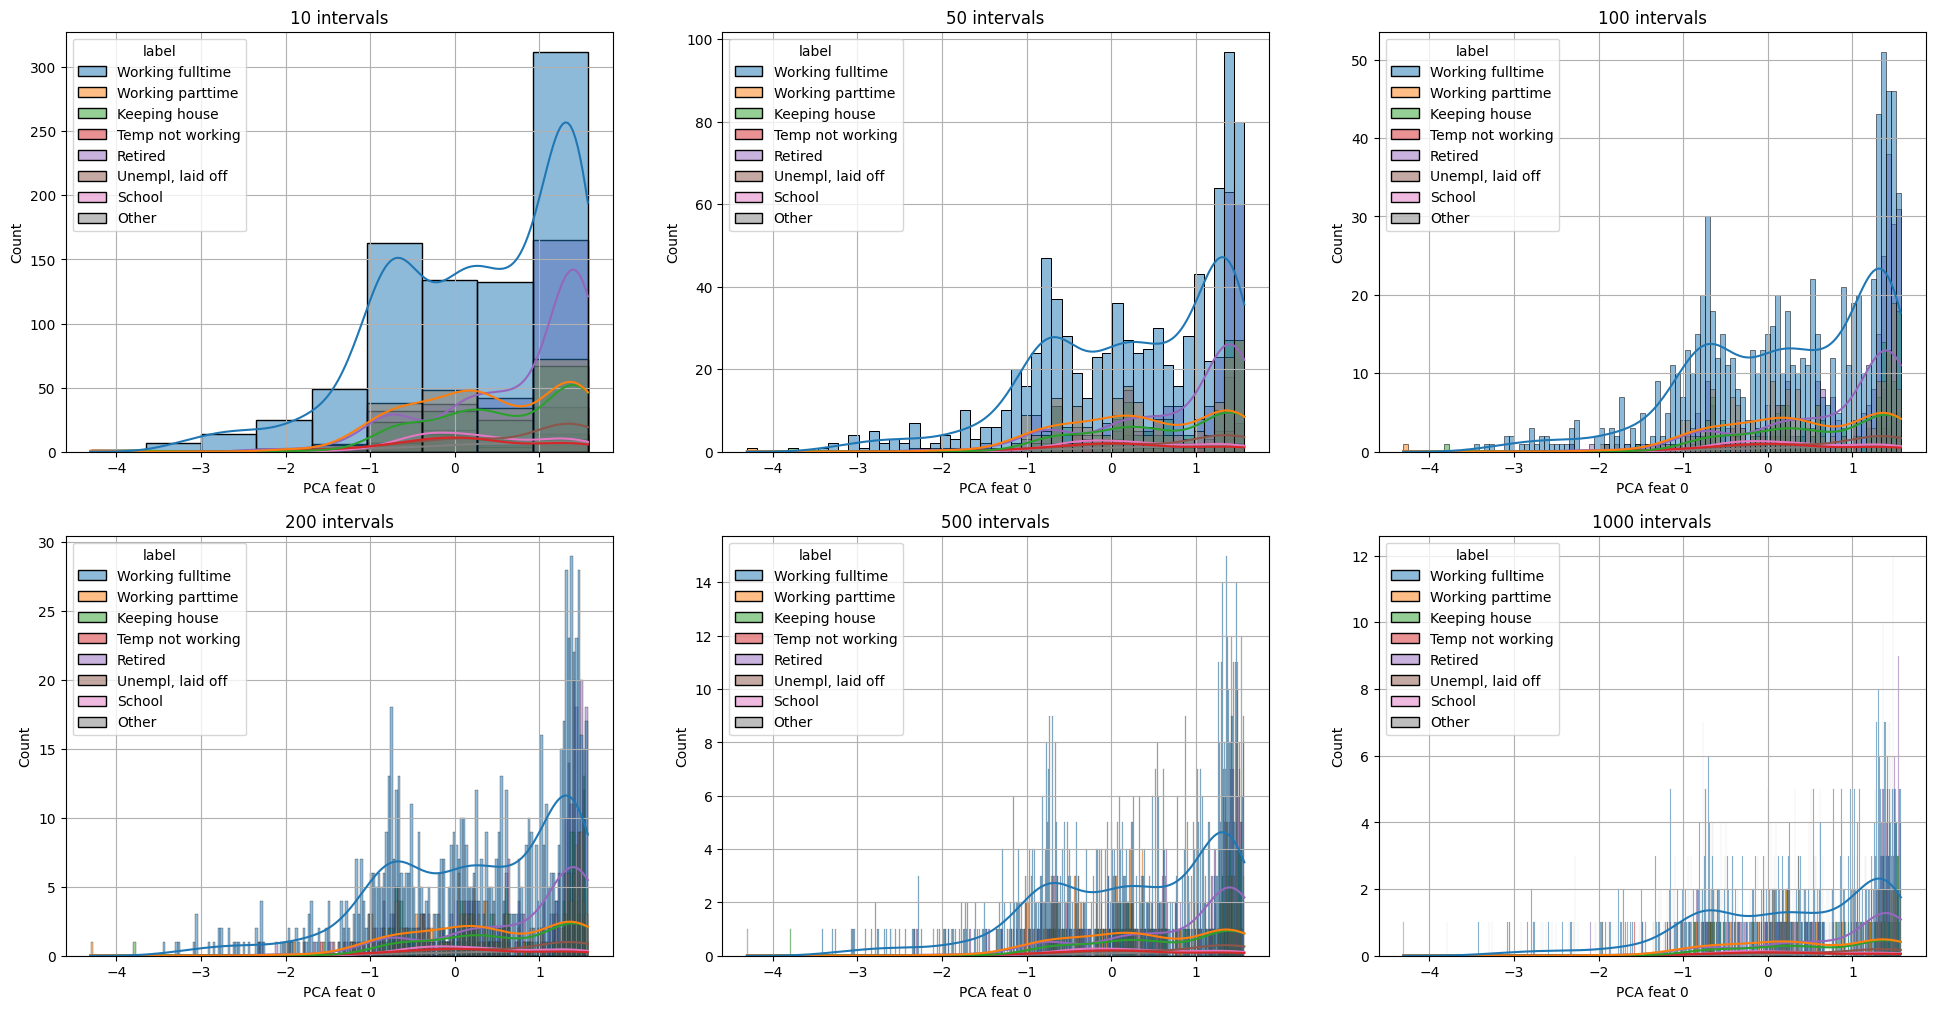 10 intervals
label
Working fulltime
Working parttime
Keeping house
Temp not working
Retired
Unempl, laid off
School
Other
Count
300
250
200
150
100
50
0
−4 −3 −2 −1 0 1
PCA feat 0
50 intervals
label
Working fulltime
Working parttime
Keeping house
Temp not working
Retired
Unempl, laid off
School
Other
Count
100
80
60
40
20
0
−4 −3 −2 −1 0 1
PCA feat 0
100 intervals
label
Working fulltime
Working parttime
Keeping house
Temp not working
Retired
Unempl, laid off
School
Other
Count
50
40
30
20
10
0
−4 −3 −2 −1 0 1
PCA feat 0
200 intervals
label
Working fulltime
Working parttime
Keeping house
Temp not working
Retired
Unempl, laid off
School
Other
Count
30
25
20
15
10
5
0
−4 −3 −2 −1 0 1
PCA feat 0
500 intervals
label
Working fulltime
Working parttime
Keeping house
Temp not working
Retired
Unempl, laid off
School
Other
Count
14
12
10
8
6
4
2
0
−4 −3 −2 −1 0 1
PCA feat 0
1000 intervals
label
Working fulltime
Working parttime
Keeping house
Temp not working
Retired
Unempl, laid off
School
Other
Count
12
10
8
6
4
2
0
−4 −3 −2 −1 0 1
PCA feat 0